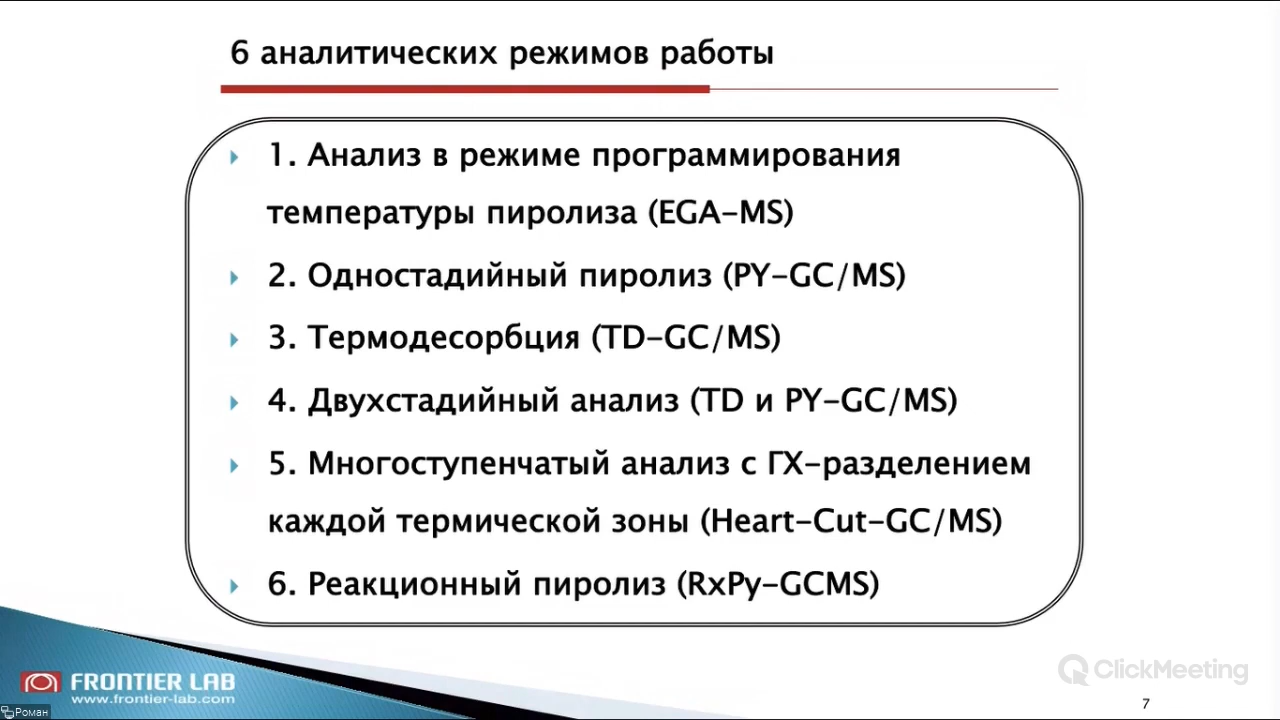 6 аналитических режимов работы
1. Анализ в режиме программирования
температуры пиролиза (EGA-MS)
2. Одностадийный пиролиз (PY-GC/MS)
3. Термодесорбция (TD-GC/MS)
4. Двухстадийный анализ (TD и PY-GC/MS)
5. Многоступенчатый анализ с ГХ-разделением
каждой термической зоны (Heart-Cut-GC/MS)
6. Реакционный пиролиз (RxPy-GCMS)
FRONTIER LAB
www.frontier-lab.com
Роман
ClickMeeting
7